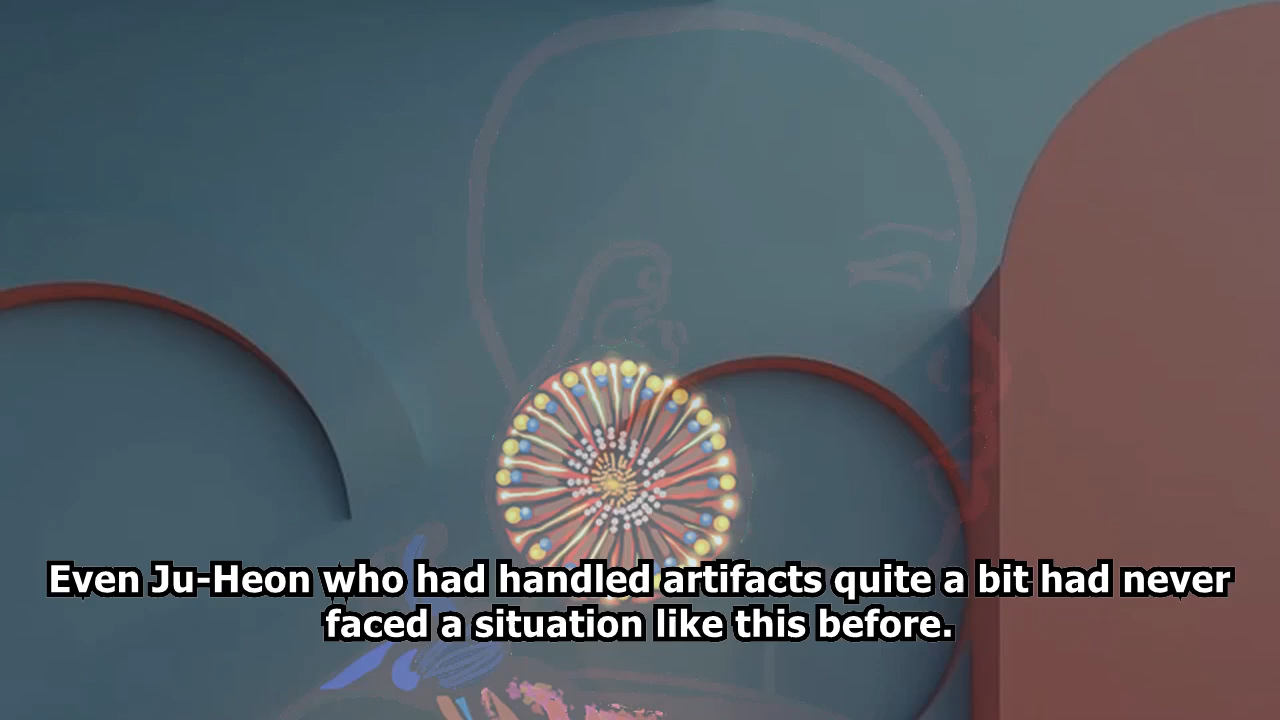 Even Ju-Heon who had handled artifacts quite a bit had never
faced a situation like this before.